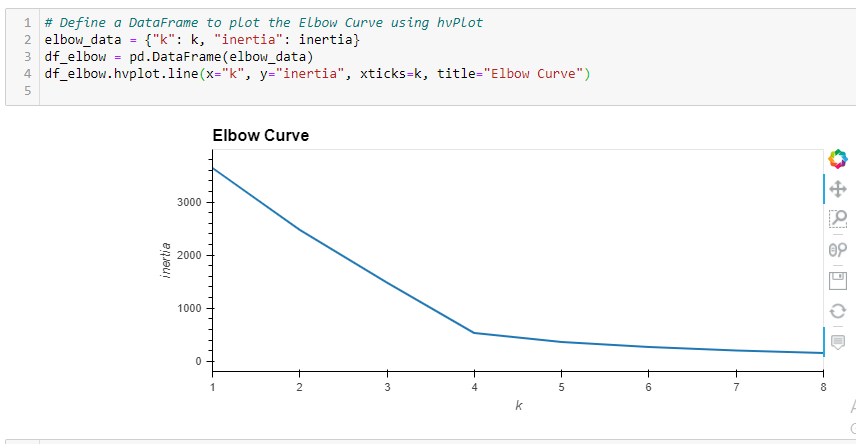 1 # Define a DataFrame to plot the Elbow Curve using hvPlot
2 elbow_data = {"k": k, "inertia": inertia}
3 df_elbow = pd.DataFrame(elbow_data)
4 df_elbow.hvplot.line(x="k", y="inertia", xticks=k, title="Elbow Curve")
5
Elbow Curve
3000
2000
1000
0
inertia
1 2 3 4 5 6 7 8
k